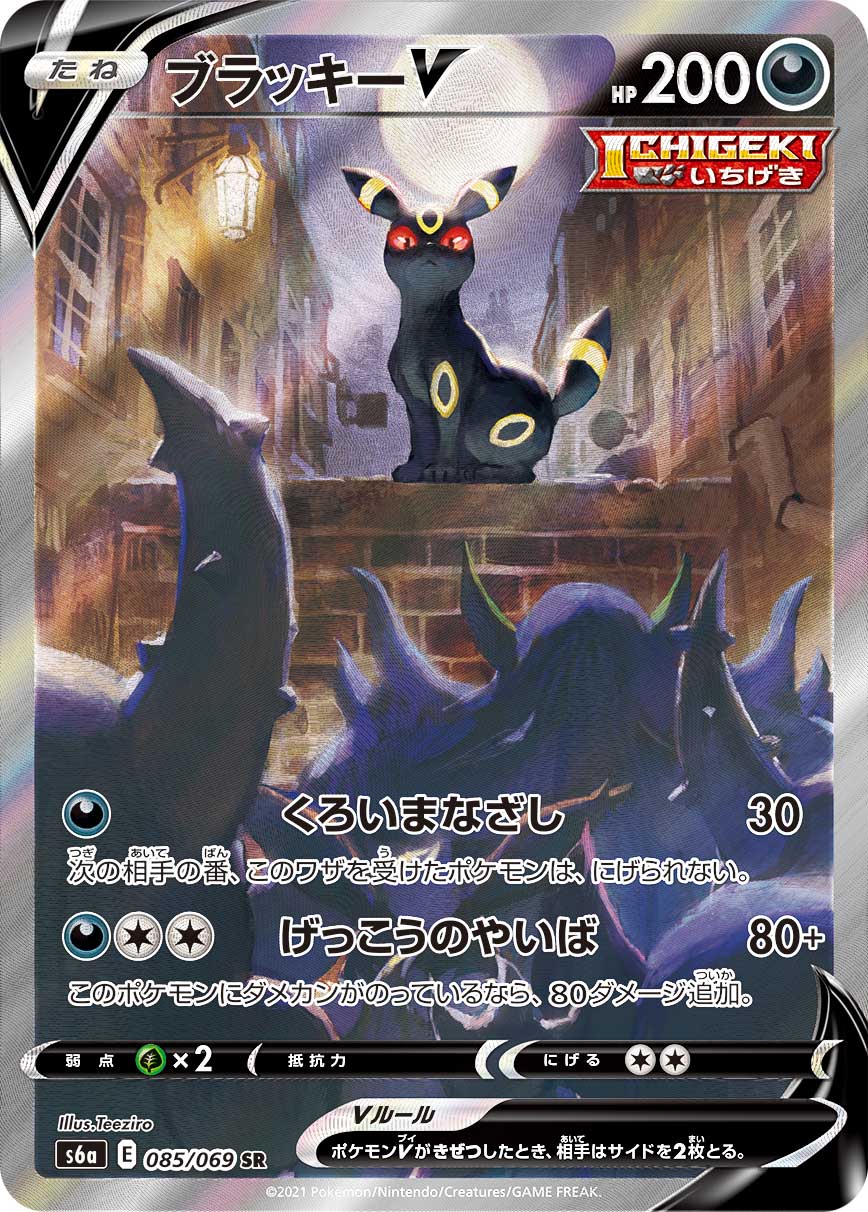 たね ブラッキーV HP 200
ICHIGEKI
いちげき
くろいまなざし 30
次の相手の番、このワザを受けたポケモンは、にげられない。
げっこうのやいば 80+
このポケモンにダメカンがのっているなら、80ダメージ追加。
弱点 ×2 抵抗力 にげる
Illus.Teeziro
Vルール
ポケモンVがきぜつしたとき、相手はサイドを2枚とる。
s6a E 085/069 SR
©2021 Pokémon/Nintendo/Creatures/GAME FREAK.